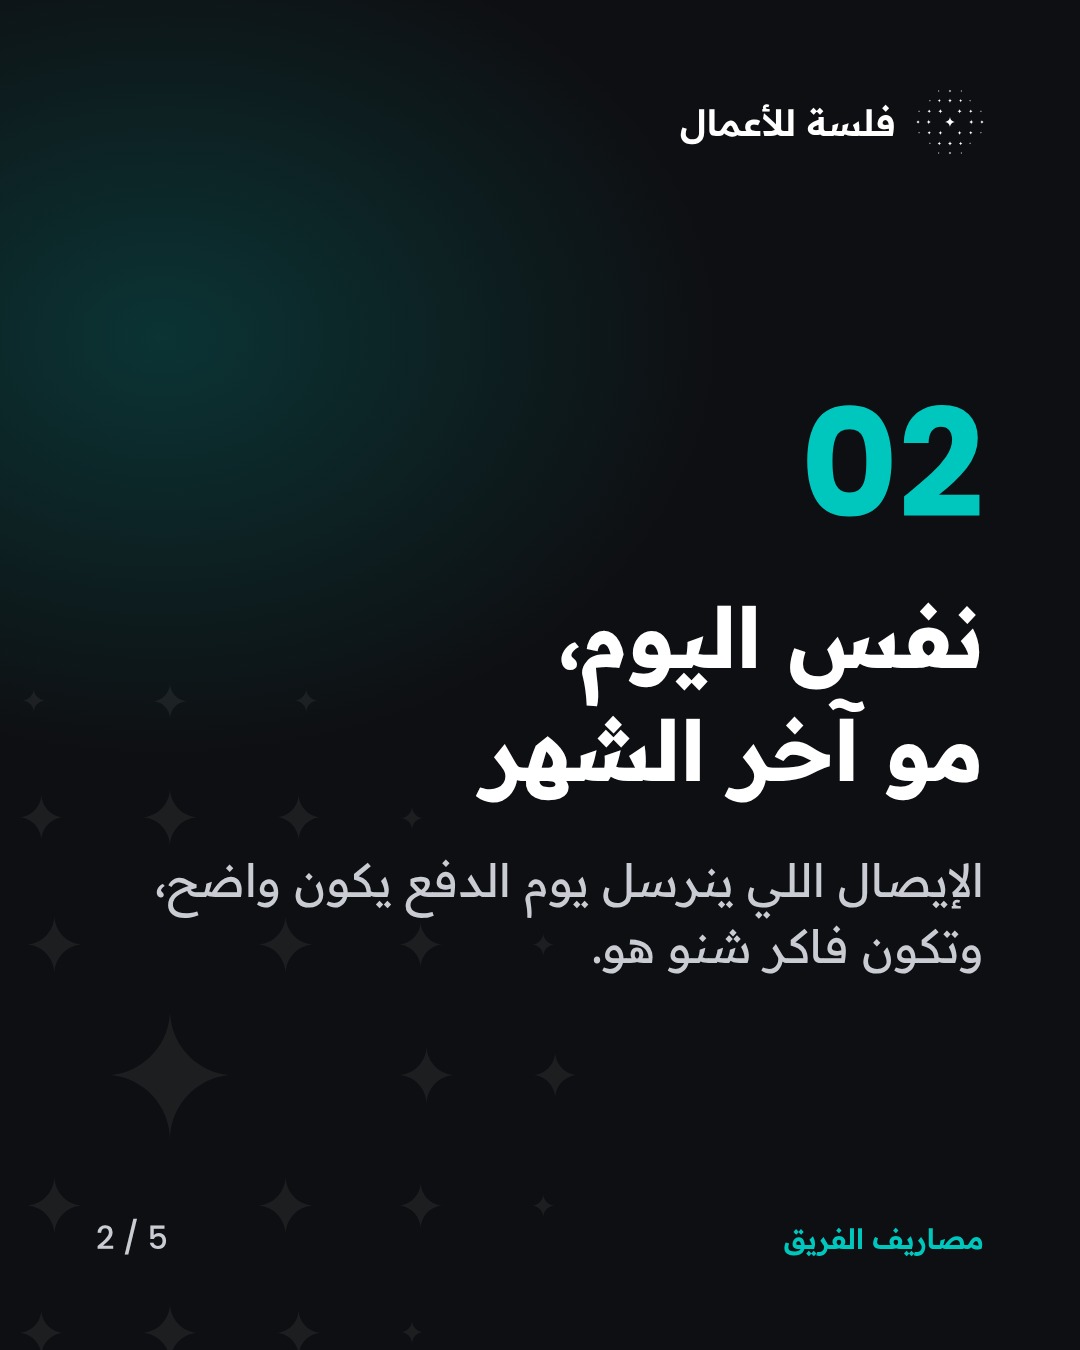 فلسة للأعمال
02
نفس اليوم،
مو آخر الشهر
الإيصال اللي ينرسل يوم الدفع يكون واضح،
وتكون فاكر شنو هو.
مصاريف الفريق
2 / 5